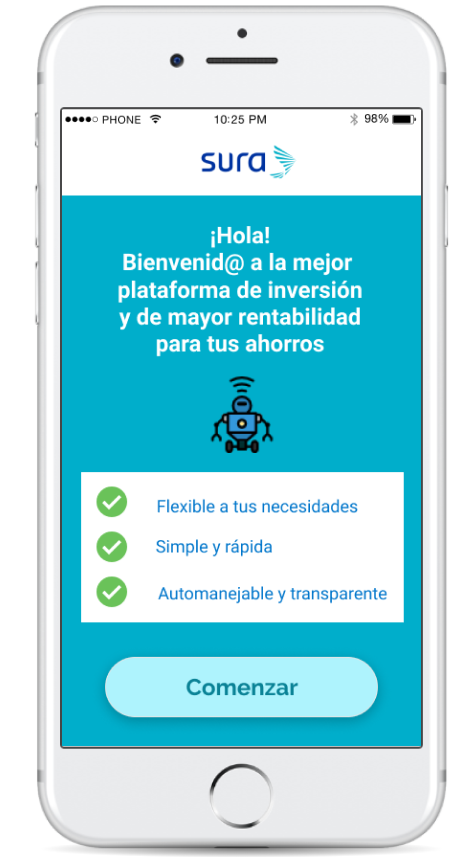 PHONE 10:25 PM 98%
sura
¡Hola!
Bienvenid@ a la mejor
plataforma de inversión
y de mayor rentabilidad
para tus ahorros
Flexible a tus necesidades
Simple y rápida
Automanejable y transparente
Comenzar